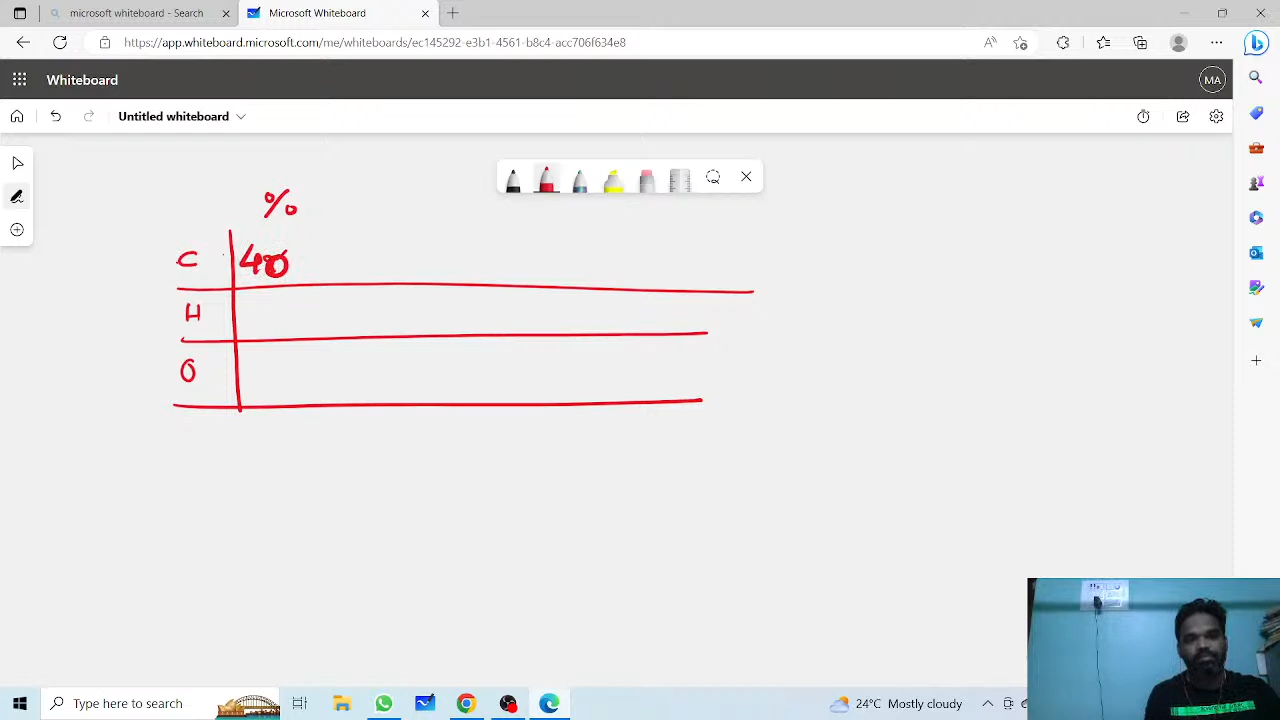 microsoft whiteboard - Search
Microsoft Whiteboard
https://app.whiteboard.microsoft.com/me/whiteboards/ec145292-e3b1-4561-b8c4-acc706f634e8
Whiteboard
MA
Untitled whiteboard
%
C 40
H
O
Type here to search
24°C Mostly cloudy